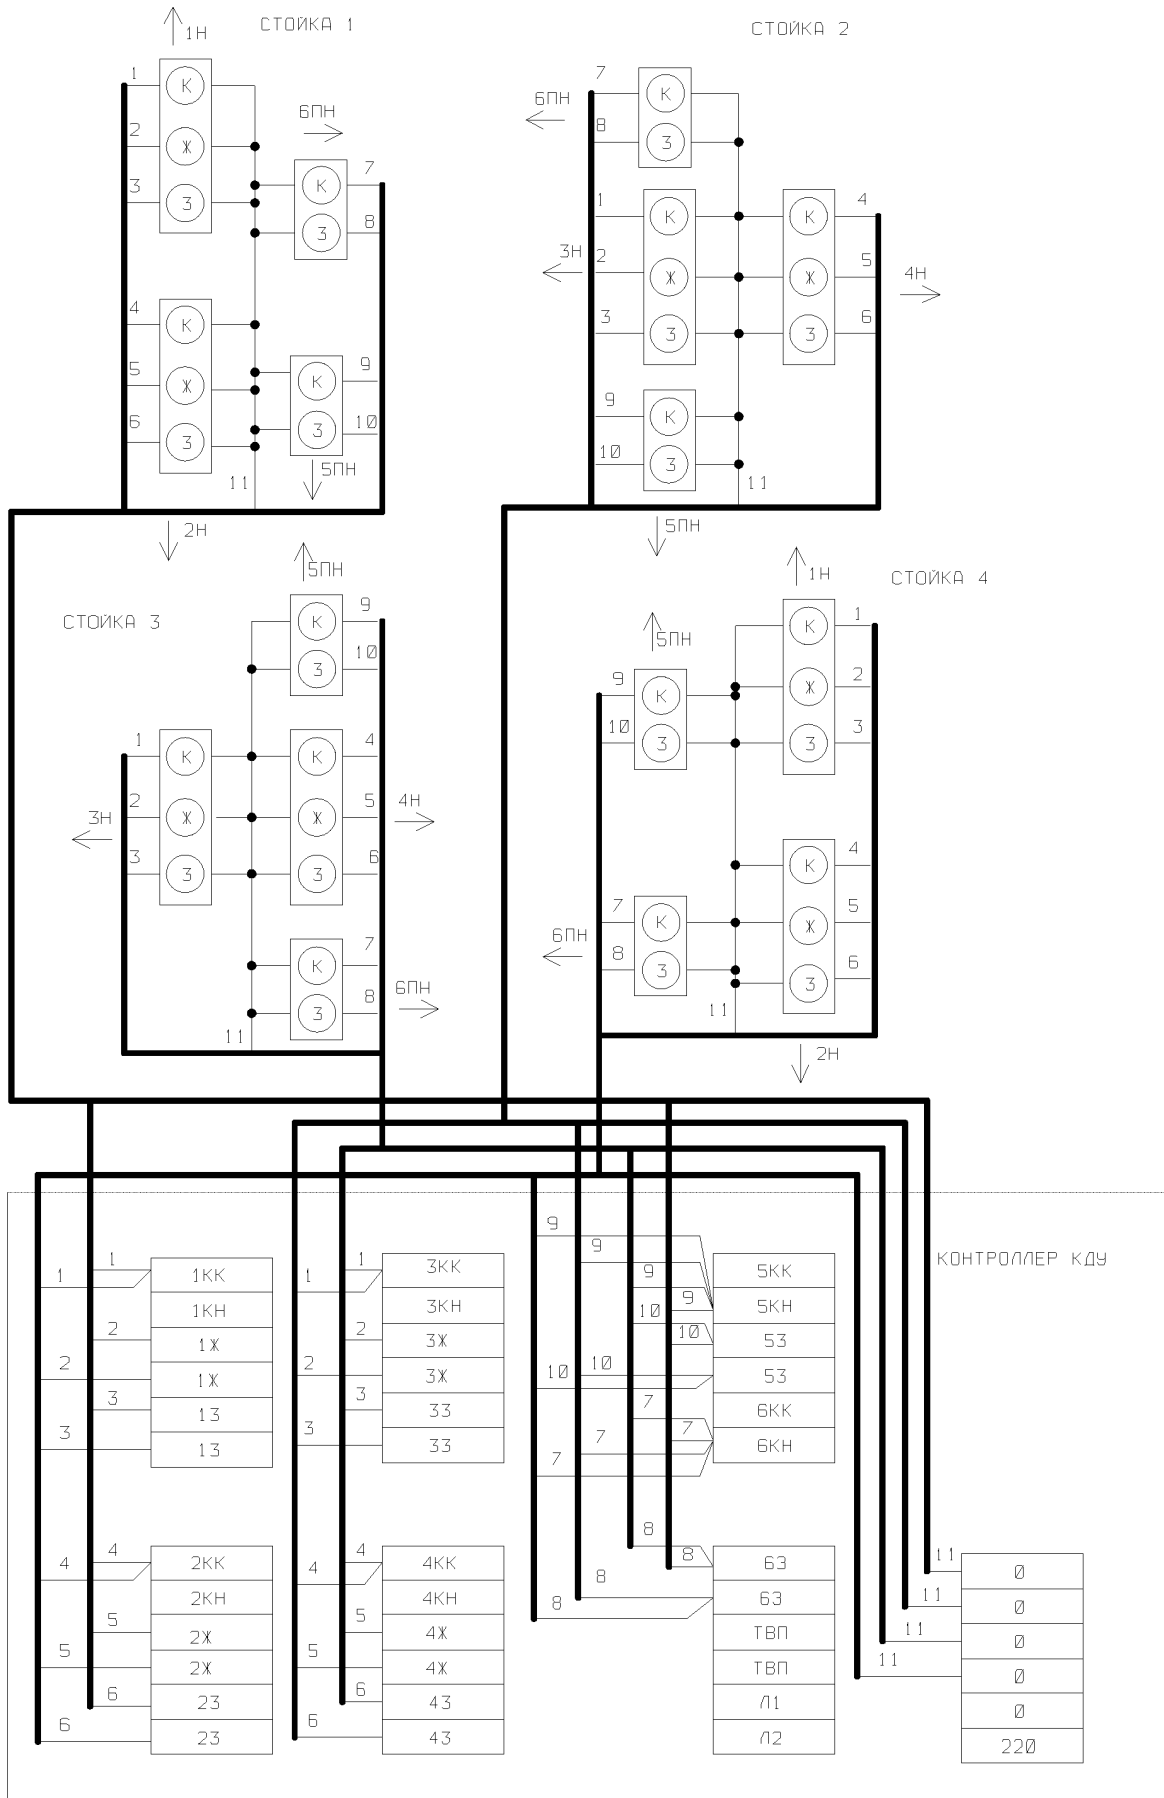 СТОЙКА 1
1Н
1
К
2
Ж
3
З
6ПН
К
7
З
8
4
К
5
Ж
6
З
К
9
З
10
5ПН
11
2Н
СТОЙКА 2
7
К
6ПН
8
З
1
К
К
4
3Н
2
Ж
Ж
5
4Н
3
З
З
6
9
К
10
З
11
5ПН
СТОЙКА 3
5ПН
К
9
З
10
1
К
К
4
2
Ж
Ж
5
3Н
4Н
3
З
З
6
К
7
З
8
6ПН
11
СТОЙКА 4
1Н
К
1
5ПН
9
К
Ж
2
10
З
З
3
К
4
7
К
Ж
5
6ПН
8
З
З
6
11
2Н
КОНТРОЛЛЕР КДУ
1
1
1КК
1КН
2
1Ж
2
1Ж
3
1З
3
1З
1
1
3КК
3КН
2
3Ж
2
3Ж
3
3З
3
3З
9
9
9
9
5КК
5КН
10
10
5З
10
10
5З
7
7
6КК
7
7
6КН
4
4
2КК
2КН
5
2Ж
5
2Ж
6
2З
6
2З
4
4
4КК
4КН
5
4Ж
5
4Ж
6
4З
6
4З
8
8
6З
8
8
6З
ТВП
ТВП
Л1
Л2
11
0
11
0
11
0
11
0
0
220